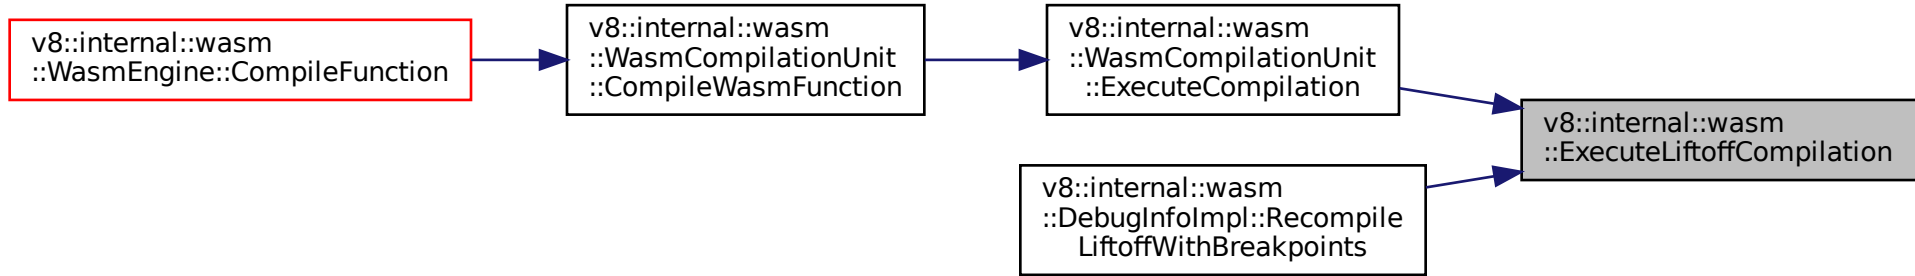 v8::internal::wasm
::WasmEngine::CompileFunction
v8::internal::wasm
::WasmCompilationUnit
::CompileWasmFunction
v8::internal::wasm
::WasmCompilationUnit
::ExecuteCompilation
v8::internal::wasm
::DebugInfoImpl::Recompile
LiftoffWithBreakpoints
v8::internal::wasm
::ExecuteLiftoffCompilation